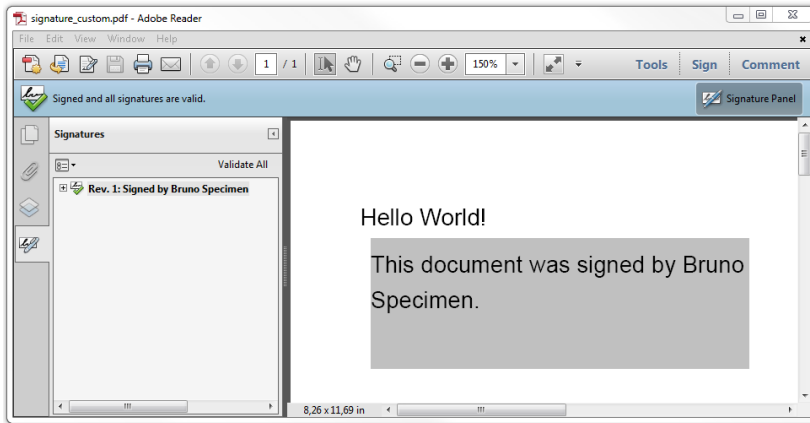 signature_custom.pdf - Adobe Reader
File Edit View Window Help
1 / 1 150% Tools Sign Comment
Signed and all signatures are valid. Signature Panel
Signatures
Validate All
Rev. 1: Signed by Bruno Specimen
Hello World!
This document was signed by Bruno
Specimen.
8,26 x 11,69 in